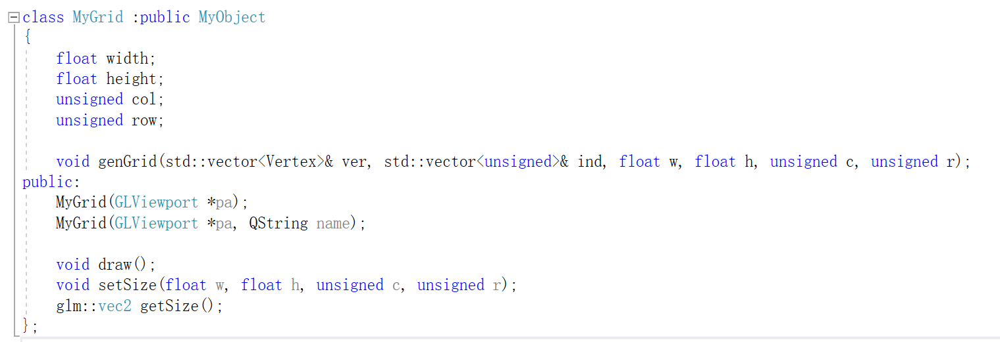 class MyGrid :public MyObject
{
    float width;
    float height;
    unsigned col;
    unsigned row;

    void genGrid(std::vector<Vertex>& ver, std::vector<unsigned>& ind, float w, float h, unsigned c, unsigned r);
public:
    MyGrid(GLViewport *pa);
    MyGrid(GLViewport *pa, QString name);

    void draw();
    void setSize(float w, float h, unsigned c, unsigned r);
    glm::vec2 getSize();
};